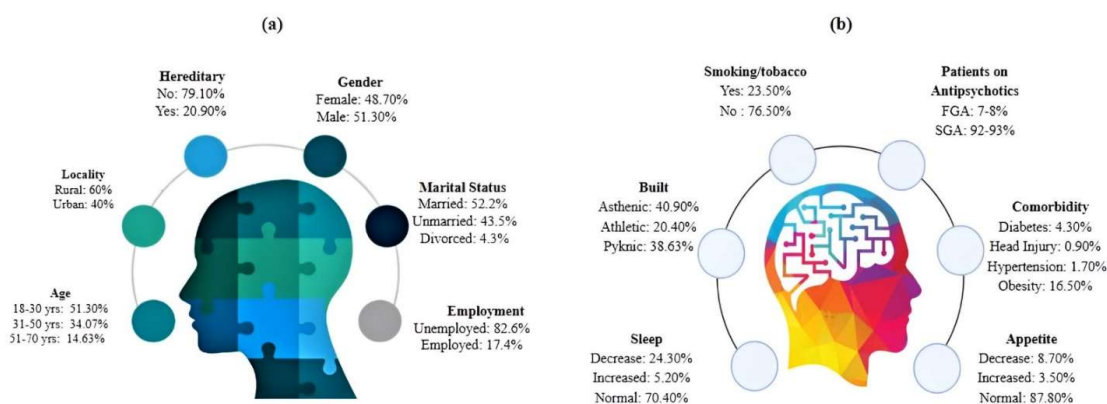 (a)
Hereditary
No: 79.10%
Yes: 20.90%
Gender
Female: 48.70%
Male: 51.30%
Locality
Rural: 60%
Urban: 40%
Marital Status
Married: 52.2%
Unmarried: 43.5%
Divorced: 4.3%
Age
18-30 yrs: 51.30%
31-50 yrs: 34.07%
51-70 yrs: 14.63%
Employment
Unemployed: 82.6%
Employed: 17.4%
(b)
Smoking/tobacco
Yes: 23.50%
No : 76.50%
Patients on
Antipsychotics
FGA: 7-8%
SGA: 92-93%
Built
Asthenic: 40.90%
Athletic: 20.40%
Pyknic: 38.63%
Comorbidity
Diabetes: 4.30%
Head Injury: 0.90%
Hypertension: 1.70%
Obesity: 16.50%
Sleep
Decrease: 24.30%
Increased: 5.20%
Normal: 70.40%
Appetite
Decrease: 8.70%
Increased: 3.50%
Normal: 87.80%